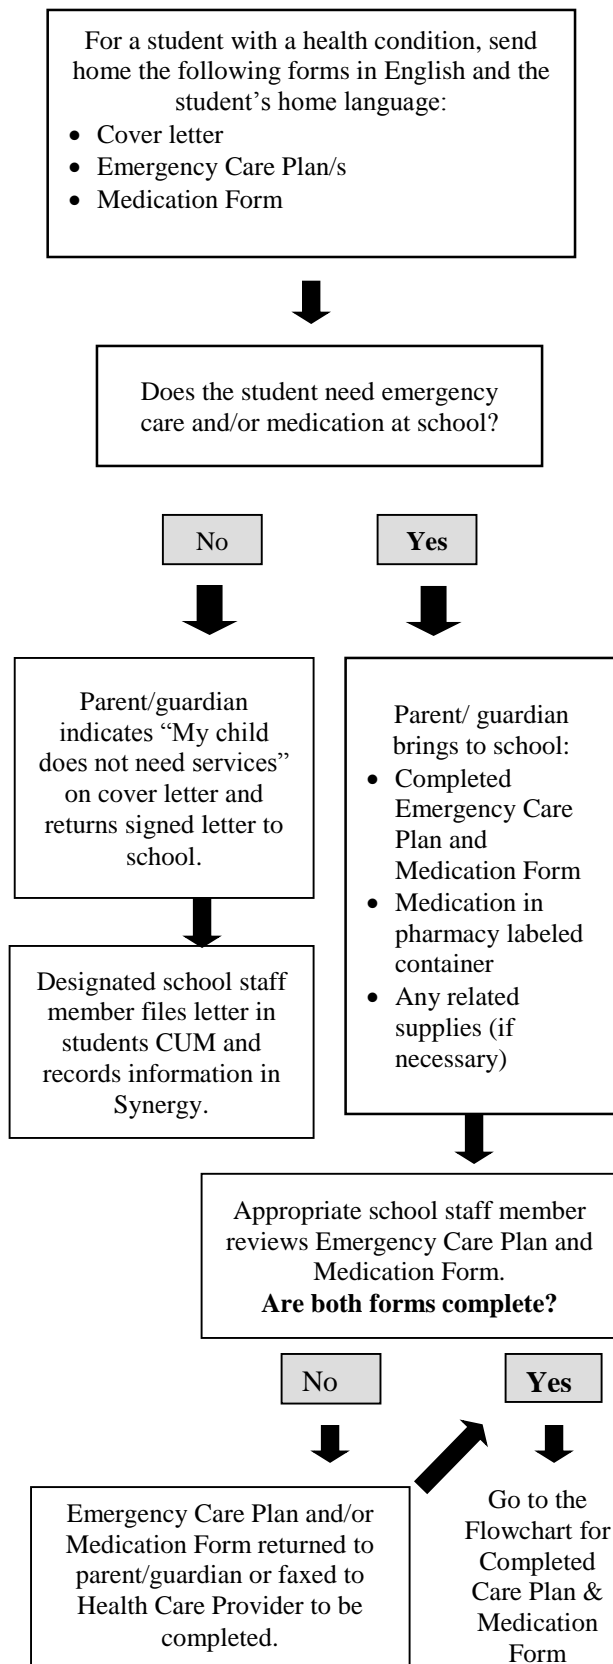 For a student with a health condition, send
home the following forms in English and the
student’s home language:
• Cover letter
• Emergency Care Plan/s
• Medication Form
Does the student need emergency
care and/or medication at school?
No
Yes
Parent/guardian
indicates “My child
does not need services”
on cover letter and
returns signed letter to
school.
Designated school staff
member files letter in
students CUM and
records information in
Synergy.
Parent/ guardian
brings to school:
• Completed
Emergency Care
Plan and
Medication Form
• Medication in
pharmacy labeled
container
• Any related
supplies (if
necessary)
Appropriate school staff member
reviews Emergency Care Plan and
Medication Form.
Are both forms complete?
No
Yes
Emergency Care Plan and/or
Medication Form returned to
parent/guardian or faxed to
Health Care Provider to be
completed.
Go to the
Flowchart for
Completed
Care Plan &
Medication
Form